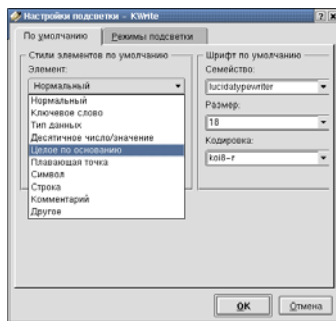 Настройки подсветки – KWrite
По умолчанию
Режимы подсветки
Стили элементов по умолчанию
Элемент:
Нормальный
Нормальный
Ключевое слово
Тип данных
Десятичное число/значение
Целое по основанию
Плавающая точка
Символ
Строка
Комментарий
Другое
Шрифт по умолчанию
Семейство:
lucidatypewriter
Размер:
18
Кодировка:
koi8-r
OK
Отмена